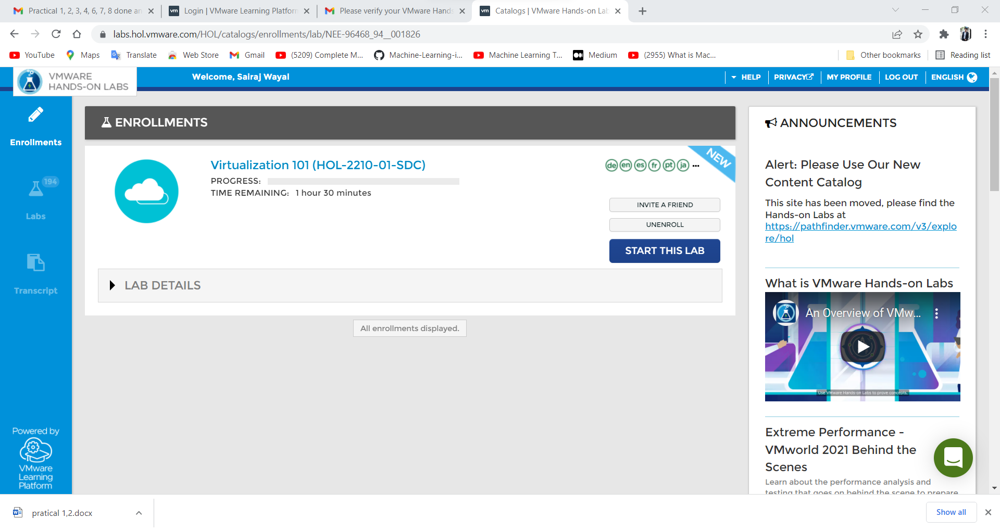 Practical 1, 2, 3, 4, 6, 7, 8 done an
Login | VMware Learning Platform
Please verify your VMware Hands
Catalogs | VMware Hands-on Lab
labs.hol.vmware.com/HOL/catalogs/enrollments/lab/NEE-96468_94__001826
YouTube
Maps
Translate
Web Store
Gmail
(5209) Complete M...
Machine-Learning-i...
Machine Learning T...
Medium
(2955) What is Mac...
Other bookmarks
Reading list
VMWARE
HANDS-ON LABS
Welcome, Sairaj Wayal
HELP
PRIVACY
MY PROFILE
LOG OUT
ENGLISH
Enrollments
194
Labs
Transcript
Powered by
VMware
Learning
Platform
ENROLLMENTS
Virtualization 101 (HOL-2210-01-SDC)
PROGRESS:
TIME REMAINING: 1 hour 30 minutes
de en es fr pt ja ...
NEW
INVITE A FRIEND
UNENROLL
START THIS LAB
LAB DETAILS
All enrollments displayed.
ANNOUNCEMENTS
Alert: Please Use Our New
Content Catalog
This site has been moved, please find the
Hands-on Labs at
https://pathfinder.vmware.com/v3/explo
re/hol
What is VMware Hands-on Labs
An Overview of VMw...
Use VMware Hands-on Labs to prove concepts,
Extreme Performance -
VMworld 2021 Behind the
Scenes
Learn about the performance analysis and
testing that goes on behind the scene to prepare
pratical 1,2.docx
Show all